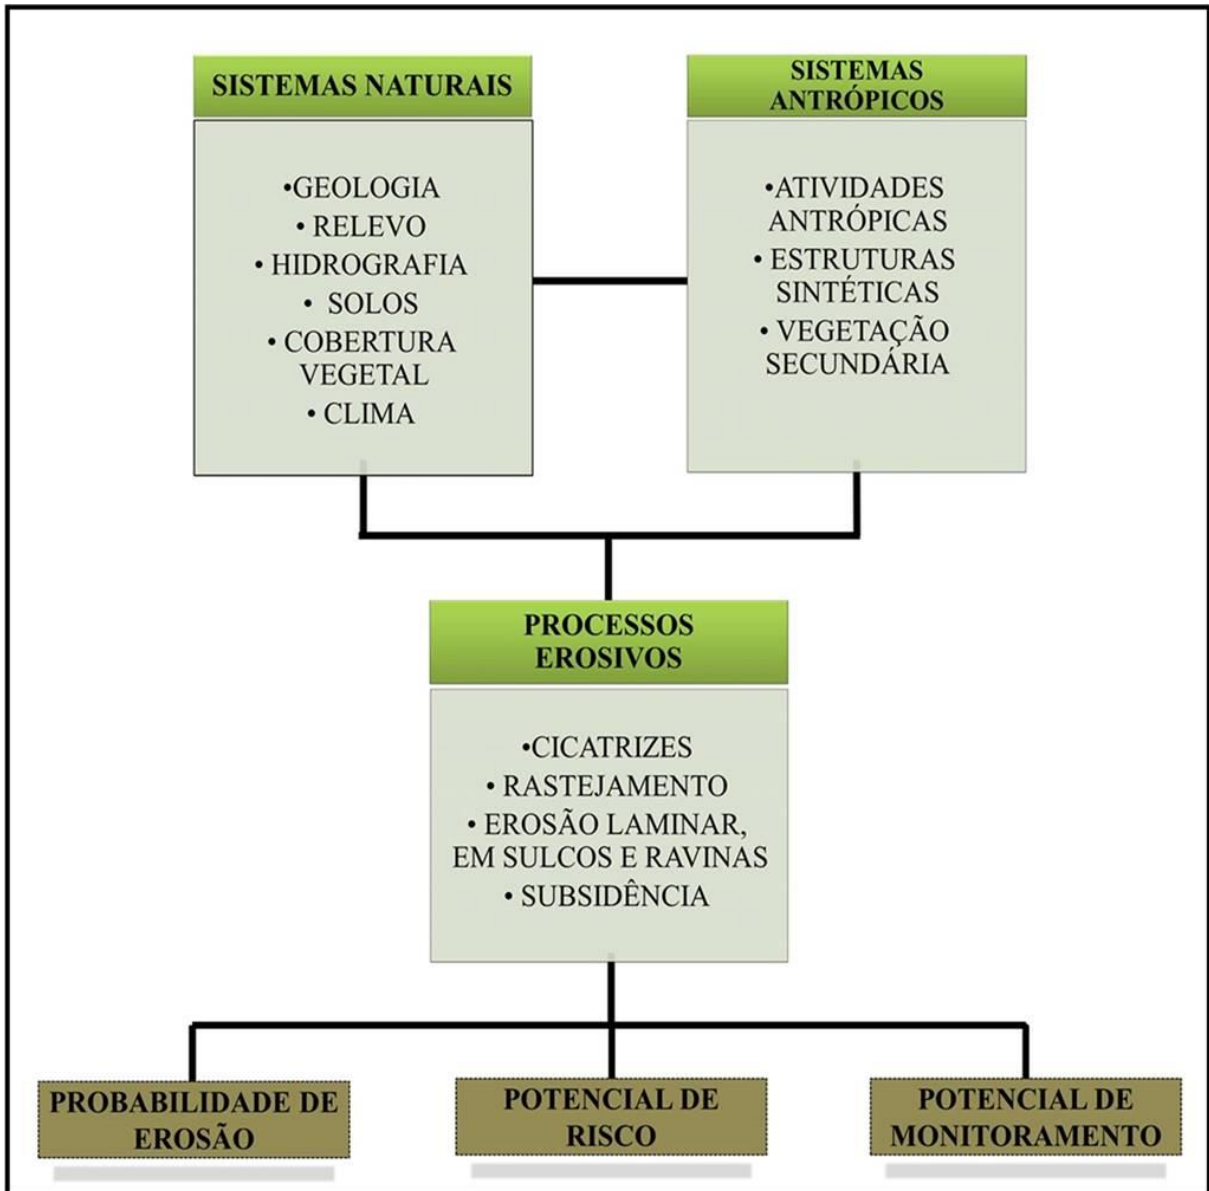 SISTEMAS NATURAIS
•GEOLOGIA
• RELEVO
• HIDROGRAFIA
• SOLOS
• COBERTURA
VEGETAL
• CLIMA
SISTEMAS
ANTRÓPICOS
•ATIVIDADES
ANTRÓPICAS
• ESTRUTURAS
SINTÉTICAS
• VEGETAÇÃO
SECUNDÁRIA
PROCESSOS
EROSIVOS
•CICATRIZES
• RASTEJAMENTO
• EROSÃO LAMINAR,
EM SULCOS E RAVINAS
• SUBSIDÊNCIA
PROBABILIDADE DE
EROSÃO
POTENCIAL DE
RISCO
POTENCIAL DE
MONITORAMENTO